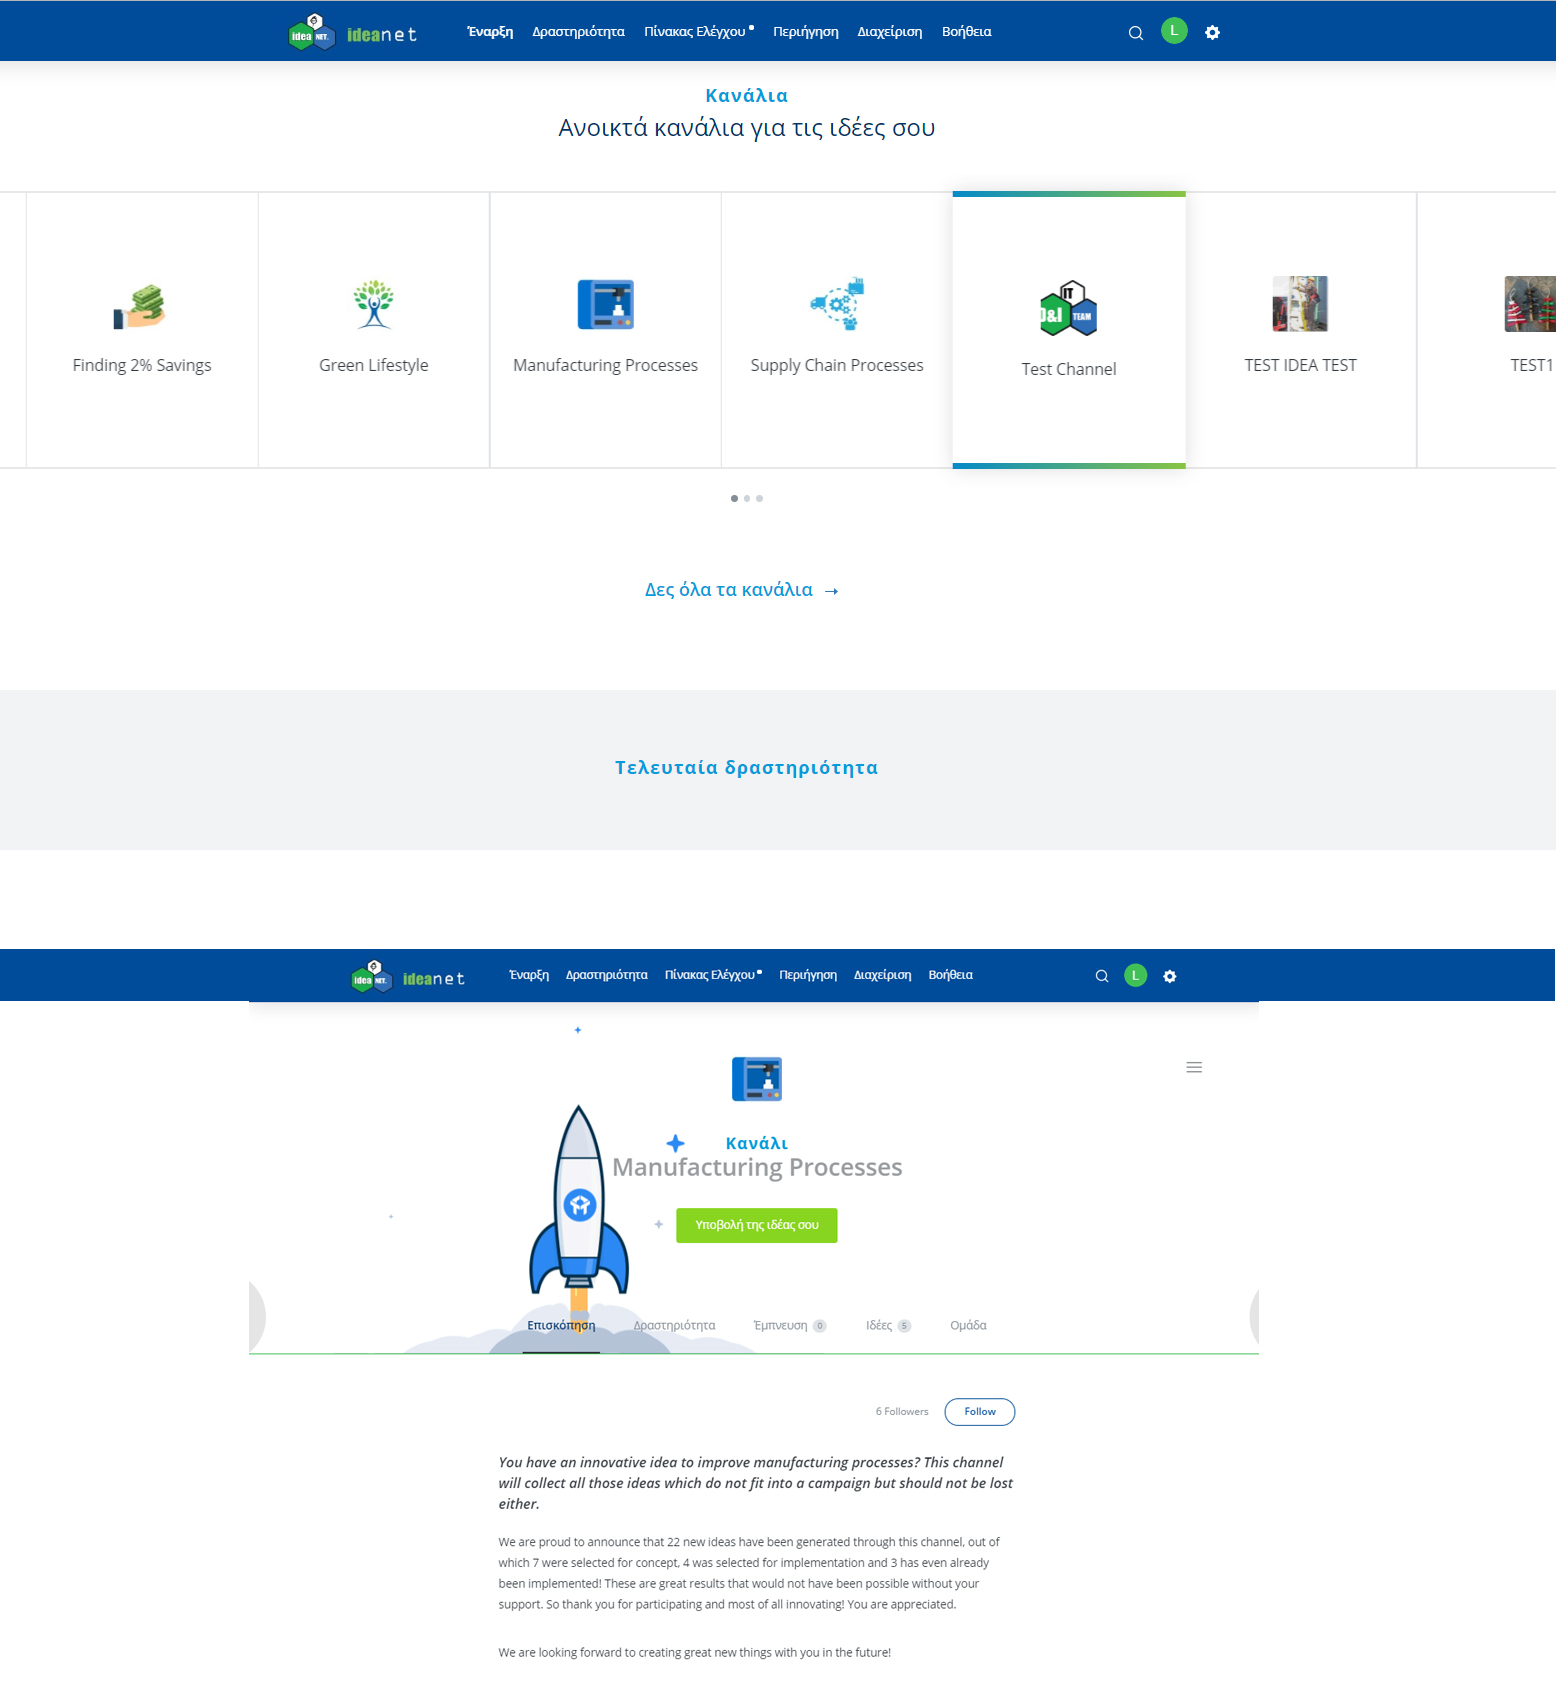 idea NET. ideanet Έναρξη Δραστηριότητα Πίνακας Ελέγχου Περιήγηση Διαχείριση Βοήθεια L
Κανάλια
Ανοικτά κανάλια για τις ιδέες σου
IT
D&I TEAM
Finding 2% Savings Green Lifestyle Manufacturing Processes Supply Chain Processes Test Channel TEST IDEA TEST TEST1
Δες όλα τα κανάλια →
Τελευταία δραστηριότητα
idea NET. ideanet Έναρξη Δραστηριότητα Πίνακας Ελέγχου Περιήγηση Διαχείριση Βοήθεια L
Κανάλι
Manufacturing Processes
Υποβολή της ιδέας σου
Επισκόπηση Δραστηριότητα Έμπνευση 0 Ιδέες 5 Ομάδα
6 Followers Follow
You have an innovative idea to improve manufacturing processes? This channel
will collect all those ideas which do not fit into a campaign but should not be lost
either.
We are proud to announce that 22 new ideas have been generated through this channel, out of
which 7 were selected for concept, 4 was selected for implementation and 3 has even already
been implemented! These are great results that would not have been possible without your
support. So thank you for participating and most of all innovating! You are appreciated.
We are looking forward to creating great new things with you in the future!